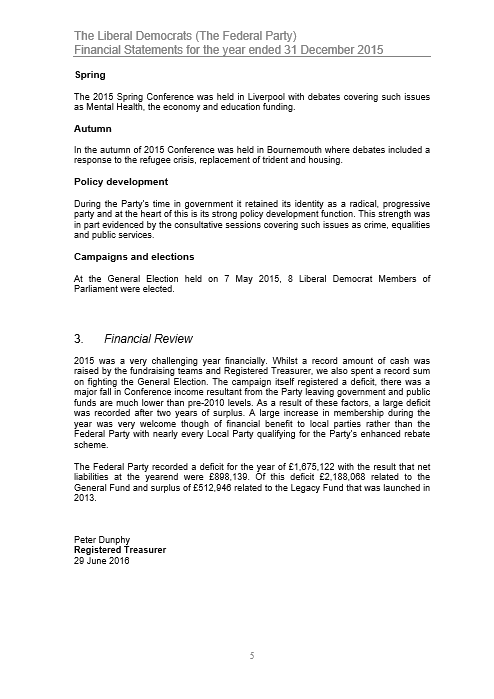 The Liberal Democrats (The Federal Party)
Financial Statements for the year ended 31 December 2015
Spring
The 2015 Spring Conference was held in Liverpool with debates covering such issues
as Mental Health, the economy and education funding.
Autumn
In the autumn of 2015 Conference was held in Bournemouth where debates included a
response to the refugee crisis, replacement of trident and housing.
Policy development
During the Party's time in government it retained its identity as a radical, progressive
party and at the heart of this is its strong policy development function. This strength was
in part evidenced by the consultative sessions covering such issues as crime, equalities
and public services.
Campaigns and elections
At the General Election held on 7 May 2015, 8 Liberal Democrat Members of
Parliament were elected.
3. Financial Review
2015 was a very challenging year financially. Whilst a record amount of cash was
raised by the fundraising teams and Registered Treasurer, we also spent a record sum
on fighting the General Election. The campaign itself registered a deficit, there was a
major fall in Conference income resultant from the Party leaving government and public
funds are much lower than pre-2010 levels. As a result of these factors, a large deficit
was recorded after two years of surplus. A large increase in membership during the
year was very welcome though of financial benefit to local parties rather than the
Federal Party with nearly every Local Party qualifying for the Party's enhanced rebate
scheme.
The Federal Party recorded a deficit for the year of £1,675,122 with the result that net
liabilities at the yearend were £898,139. Of this deficit £2,188,068 related to the
General Fund and surplus of £512,946 related to the Legacy Fund that was launched in
2013.
Peter Dunphy
Registered Treasurer
29 June 2016
5